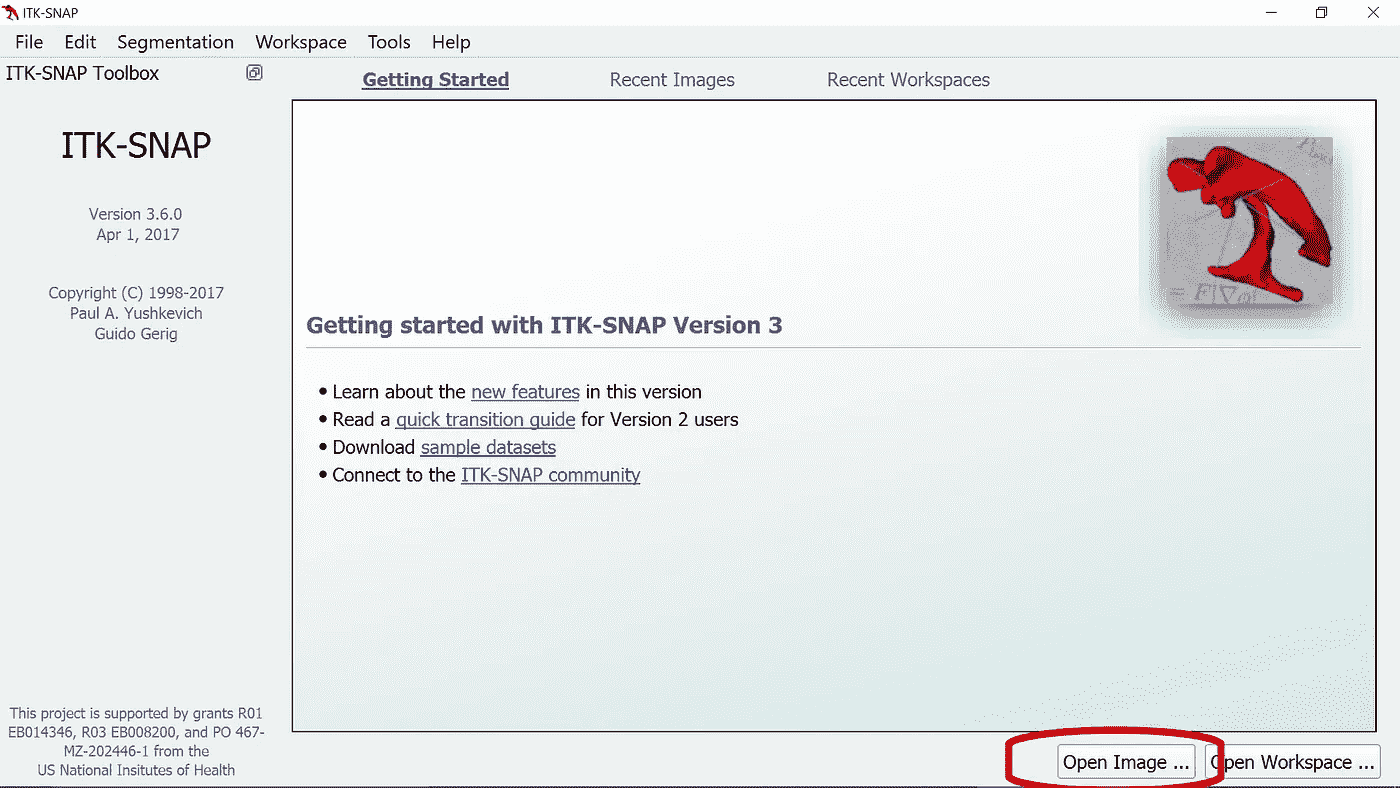 ITK-SNAP
File Edit Segmentation Workspace Tools Help
ITK-SNAP Toolbox
Getting Started Recent Images Recent Workspaces
ITK-SNAP
Version 3.6.0
Apr 1, 2017
Copyright (C) 1998-2017
Paul A. Yushkevich
Guido Gerig
This project is supported by grants R01
EB014346, R03 EB008200, and PO 467-
MZ-202446-1 from the
US National Insitutes of Health
Getting started with ITK-SNAP Version 3
• Learn about the new features in this version
• Read a quick transition guide for Version 2 users
• Download sample datasets
• Connect to the ITK-SNAP community
Open Image ... Open Workspace ...